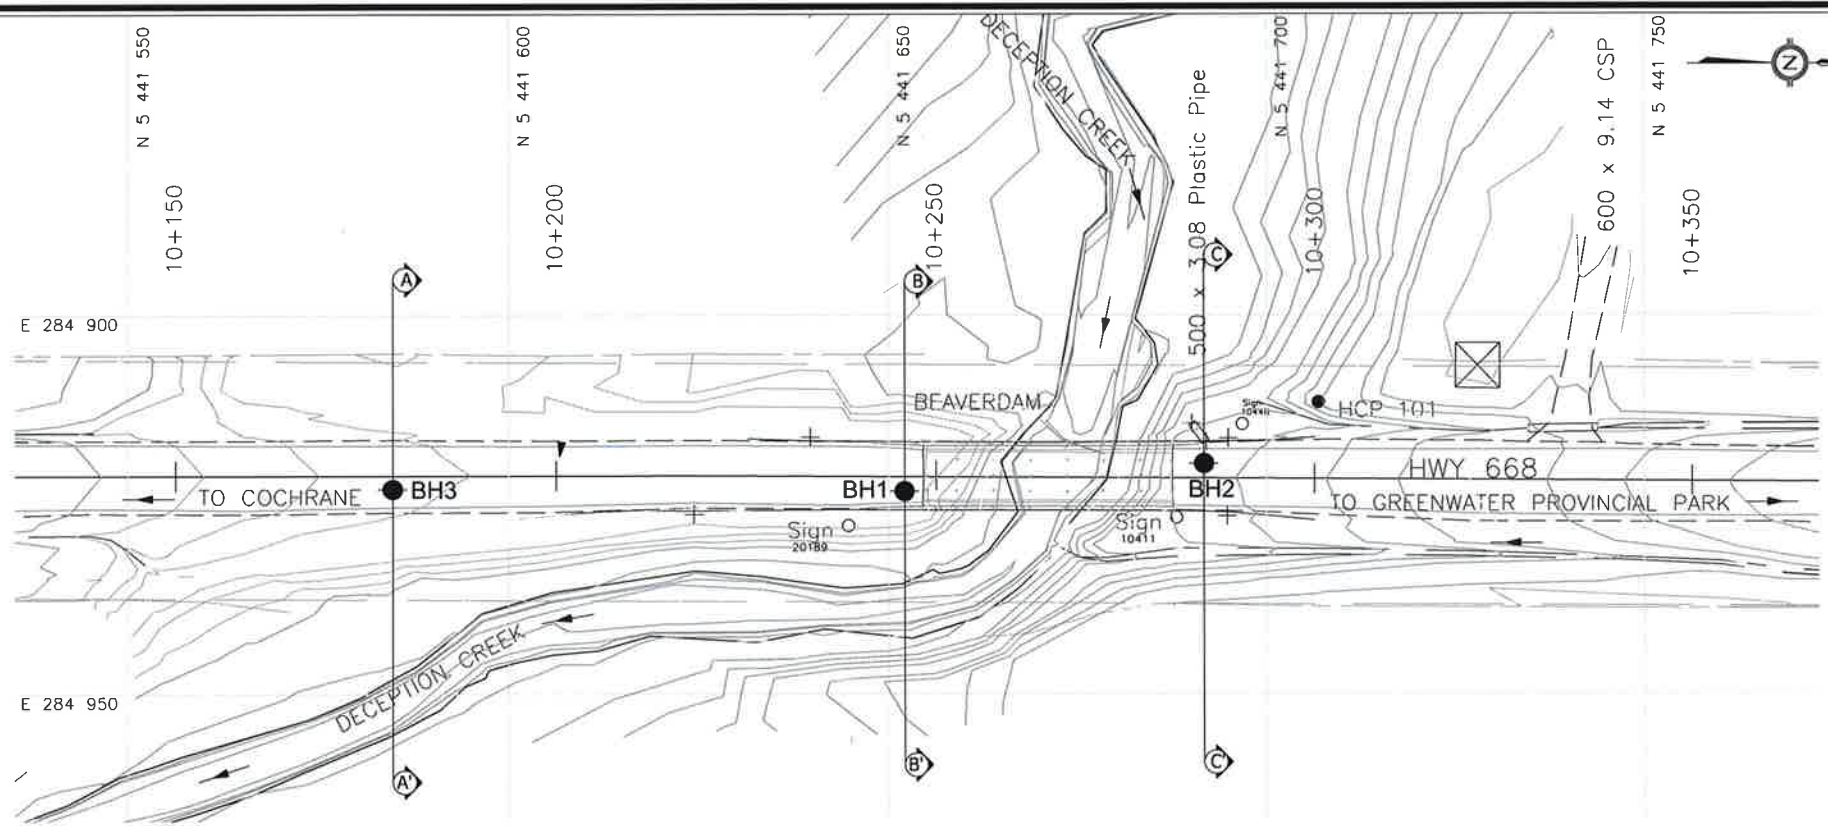 N 5 441 550
N 5 441 600
N 5 441 650
N 5 441 700
N 5 441 750
Z
DECEPTION CREEK
500 x 3.08 Plastic Pipe
600 x 9.14 CSP
10+150
10+200
10+250
10+300
10+350
A
B
C
E 284 900
BEAVERDAM
Sign
HCP 101
HWY 668
TO COCHRANE
BH3
BH1
BH2
TO GREENWATER PROVINCIAL PARK
Sign
20189
Sign
10411
DECEPTION CREEK
E 284 950
A'
B'
C'